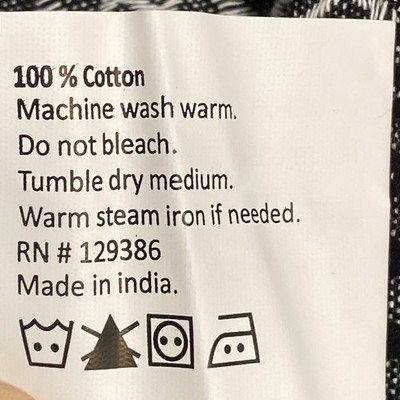 100 % Cotton
Machine wash warm.
Do not bleach.
Tumble dry medium.
Warm steam iron if needed.
RN # 129386
Made in india.